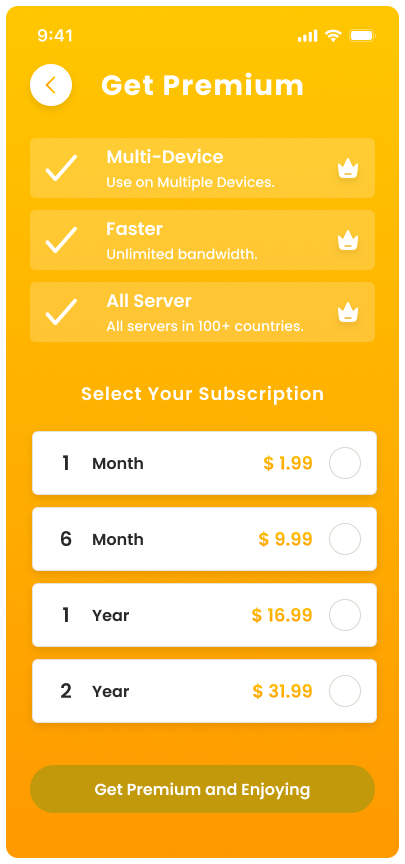 9:41
Get Premium
Multi-Device
Use on Multiple Devices.
Faster
Unlimited bandwidth.
All Server
All servers in 100+ countries.
Select Your Subscription
1 Month $ 1.99
6 Month $ 9.99
1 Year $ 16.99
2 Year $ 31.99
Get Premium and Enjoying